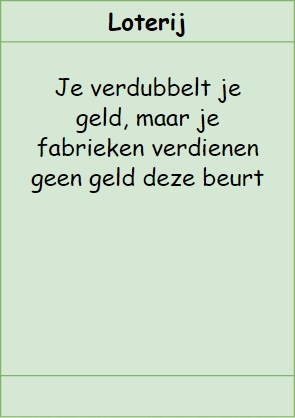 Loterij
Je verdubbelt je
geld, maar je
fabrieken verdienen
geen geld deze beurt